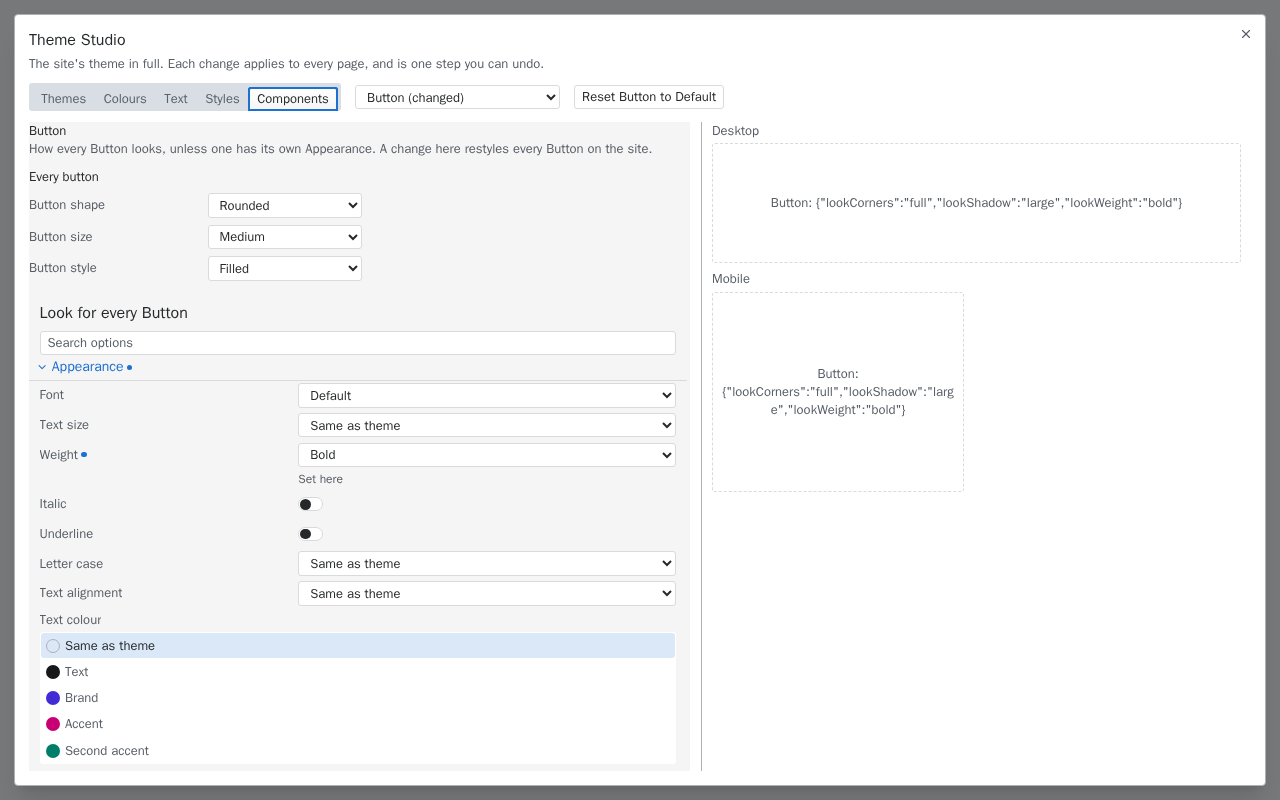 Theme Studio
The site's theme in full. Each change applies to every page, and is one step you can undo.
Themes Colours Text Styles Components Button (changed) Reset Button to Default
Button
How every Button looks, unless one has its own Appearance. A change here restyles every Button on the site.
Every button
Button shape Rounded
Button size Medium
Button style Filled
Look for every Button
Search options
Appearance
Font Default
Text size Same as theme
Weight Bold
Set here
Italic
Underline
Letter case Same as theme
Text alignment Same as theme
Text colour
Same as theme
Text
Brand
Accent
Second accent
Desktop
Button: {"lookCorners":"full","lookShadow":"large","lookWeight":"bold"}
Mobile
Button:
{"lookCorners":"full","lookShadow":"larg
e","lookWeight":"bold"}